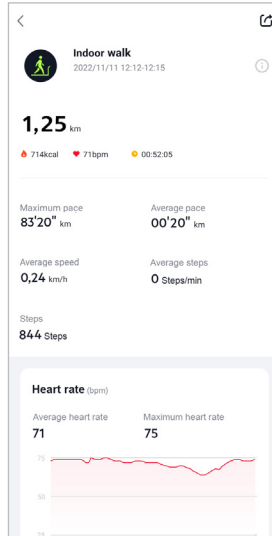 Indoor walk
2022/11/11 12:12-12:15
1,25 km
714kcal 71bpm 00:52:05
Maximum pace Average pace
83'20" km 00'20" km
Average speed Average steps
0,24 km/h 0 Steps/min
Steps
844 Steps
Heart rate (bpm)
Average heart rate Maximum heart rate
71 75
75
50
25